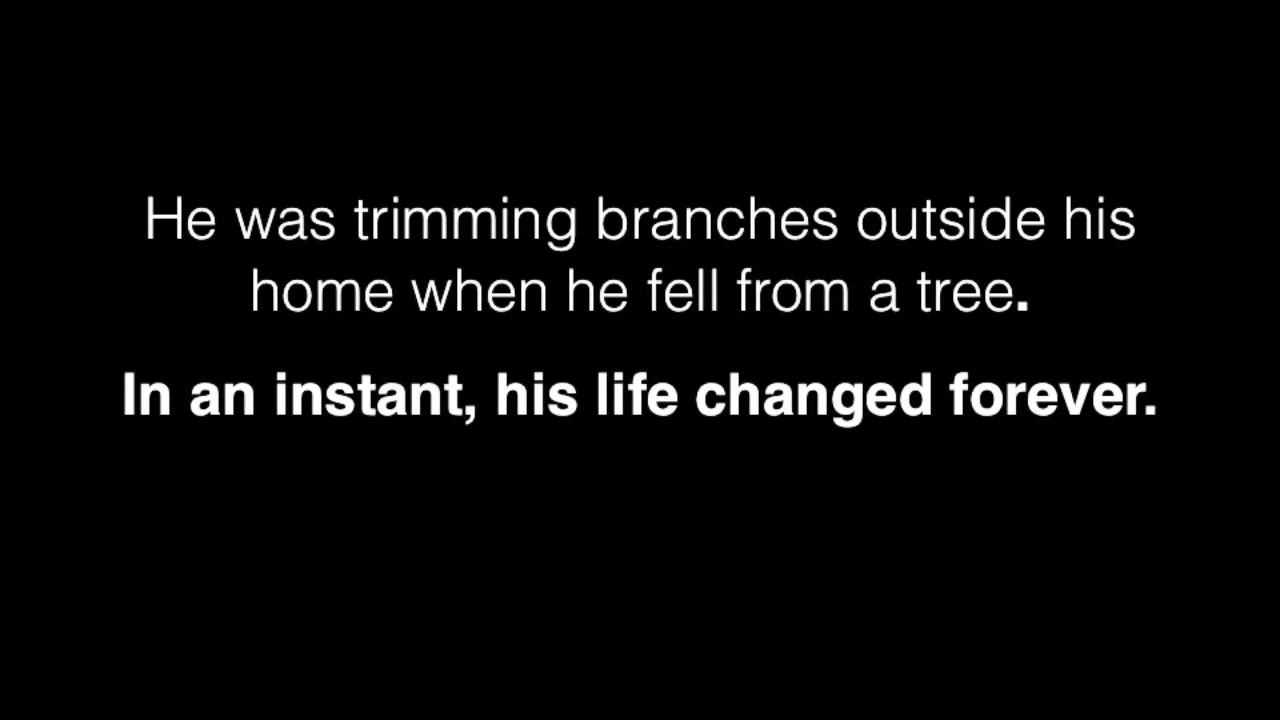 He was trimming branches outside his
home when he fell from a tree.
In an instant, his life changed forever.